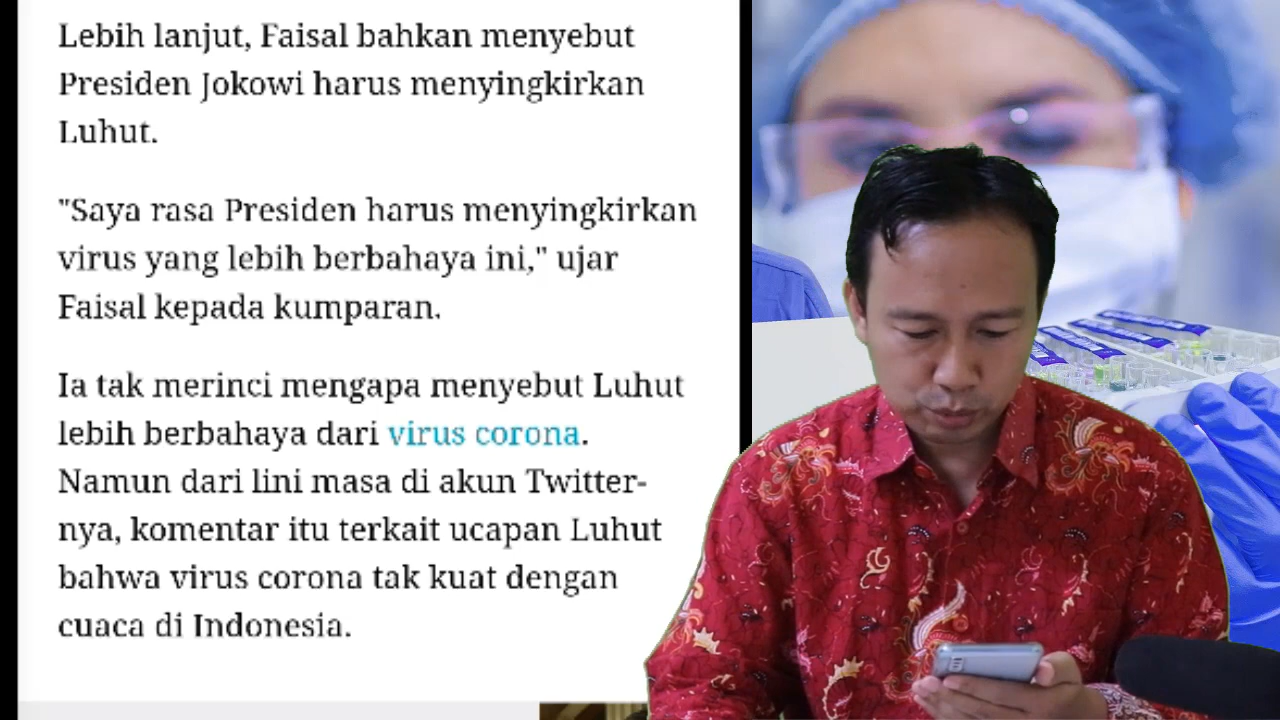 Lebih lanjut, Faisal bahkan menyebut
Presiden Jokowi harus menyingkirkan
Luhut.
"Saya rasa Presiden harus menyingkirkan
virus yang lebih berbahaya ini," ujar
Faisal kepada kumparan.
Ia tak merinci mengapa menyebut Luhut
lebih berbahaya dari virus corona.
Namun dari lini masa di akun Twitter-
nya, komentar itu terkait ucapan Luhut
bahwa virus corona tak kuat dengan
cuaca di Indonesia.